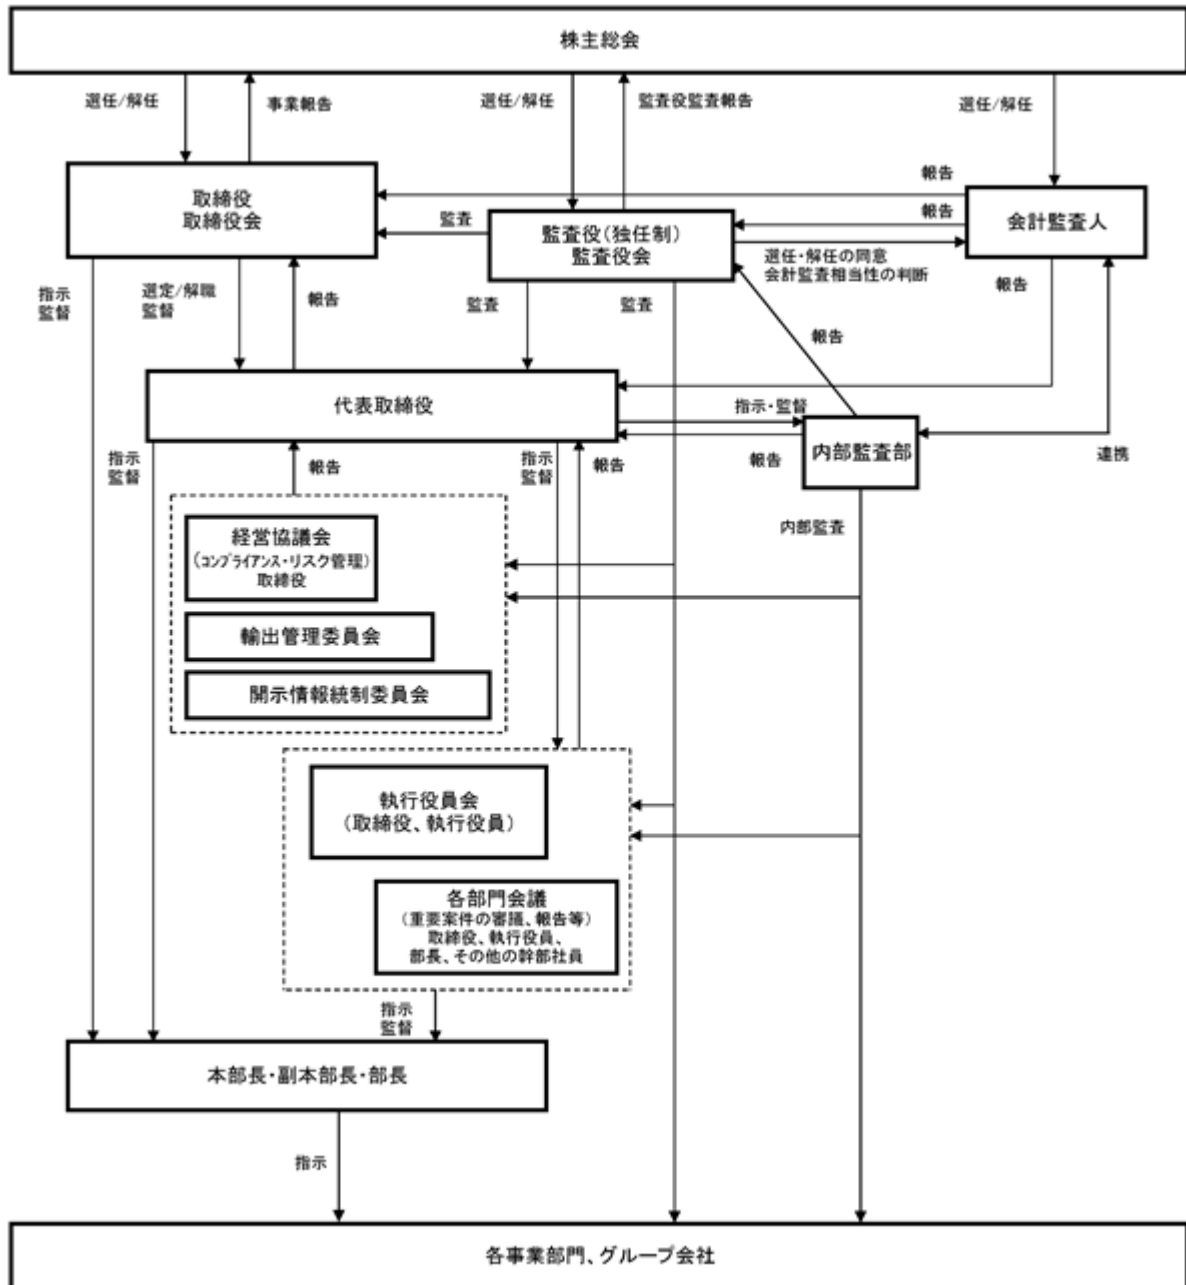 株主総会
選任/解任
事業報告
選任/解任
監査役監査報告
選任/解任
取締役
取締役会
監査
監査役(独任制)
監査役会
報告
報告
会計監査人
選任・解任の同意
会計監査相当性の判断
指示
監督
選定/解職
監督
報告
監査
監査
報告
報告
代表取締役
指示・監督
報告
内部監査部
連携
指示
監督
報告
指示
監督
報告
内部監査
経営協議会
(コンプライアンス・リスク管理)
取締役
輸出管理委員会
開示情報統制委員会
執行役員会
(取締役、執行役員)
各部門会議
(重要案件の審議、報告等)
取締役、執行役員、
部長、その他の幹部社員
指示
監督
本部長・副本部長・部長
指示
各事業部門、グループ会社